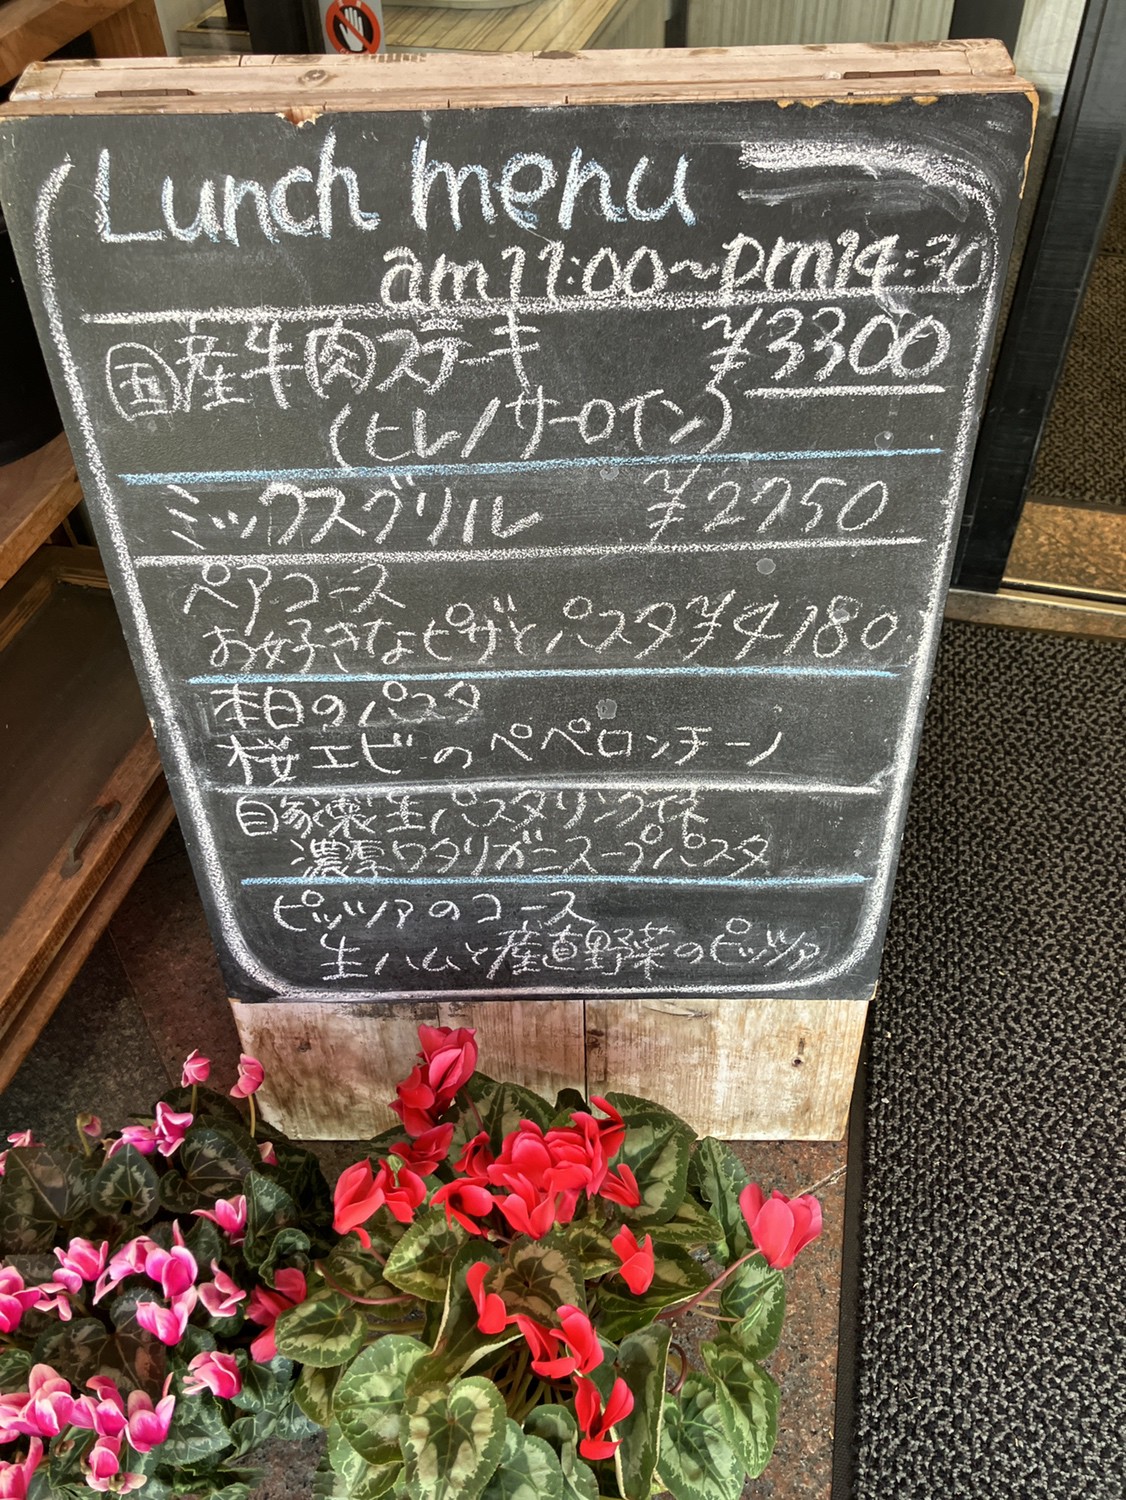 Lunch menu
am11:00~pm14:30
国産牛肉ステーキ ¥3300
(ヒレ/サーロイン)
ミックスグリル ¥2750
ペアコース
お好きなピザとパスタ¥4180
本日のパスタ
桜エビのペペロンチーノ
自家製生パスタリングイネ
濃厚ワタリガニスープパスタ
ピッツァのコース
生ハムと産直野菜のピッツァ